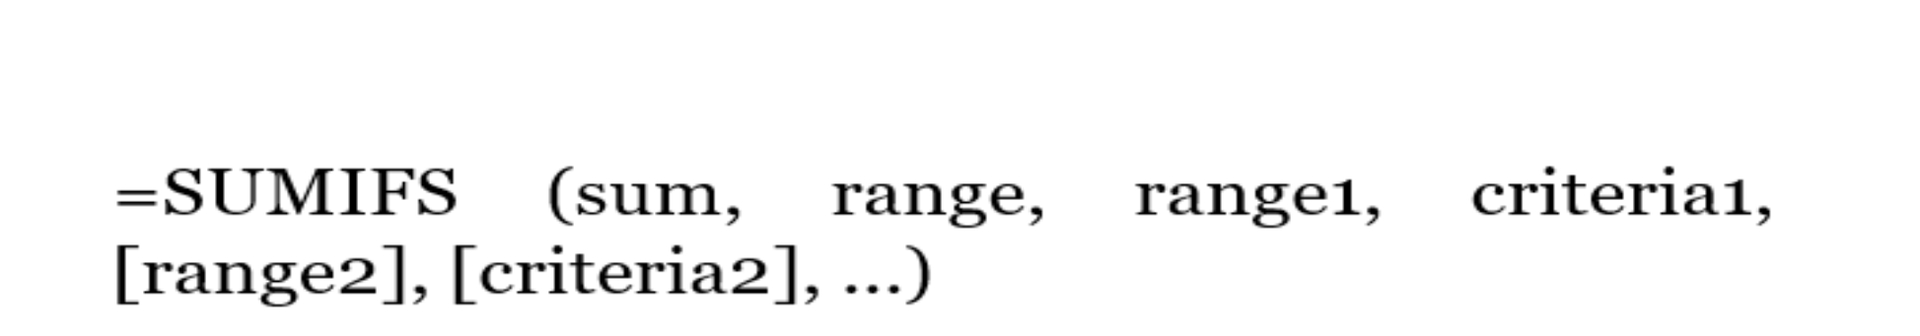 =SUMIFS (sum, range, range1, criteria1,
[range2], [criteria2], ...)